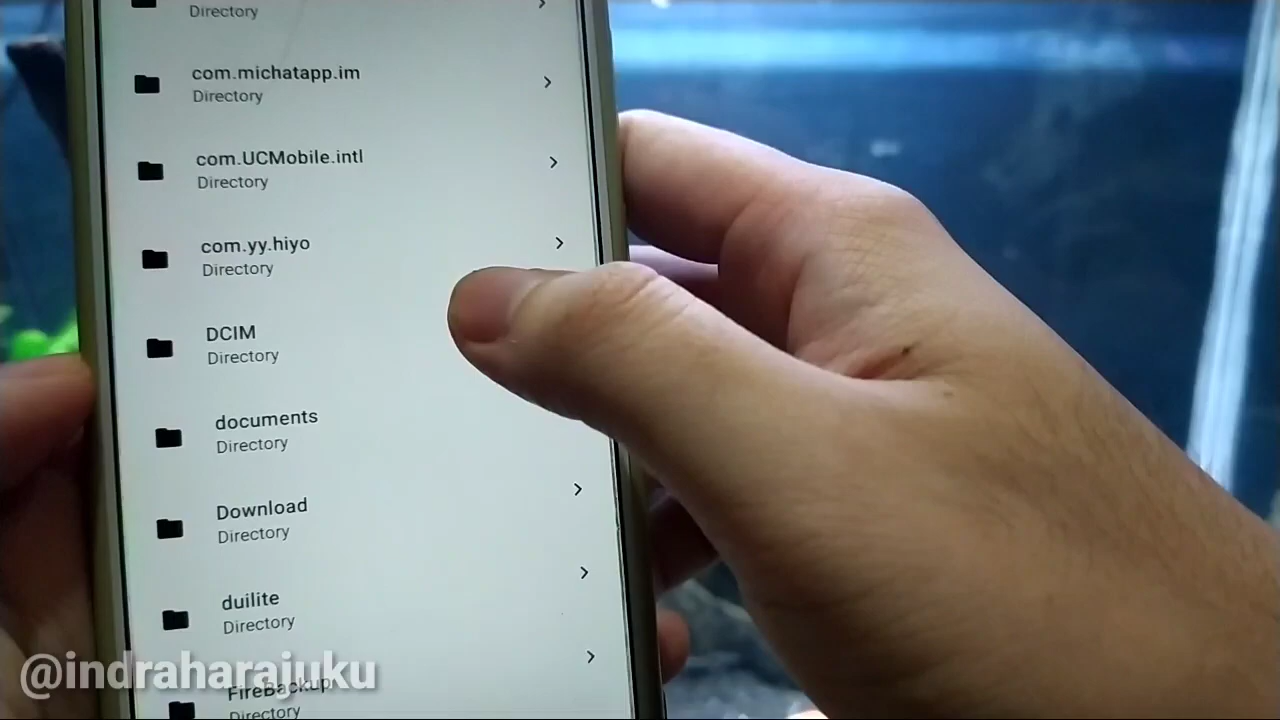 Directory
com.michatapp.im
Directory
com.UCMobile.intl
Directory
com.yy.hiyo
Directory
DCIM
Directory
documents
Directory
Download
Directory
duilite
Directory
FireBackup
Directory
@indraharajuku